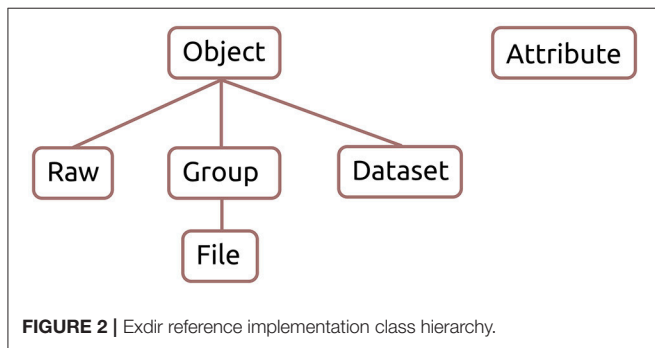 Object
Attribute
Raw
Group
Dataset
File
FIGURE 2 | Exdir reference implementation class hierarchy.